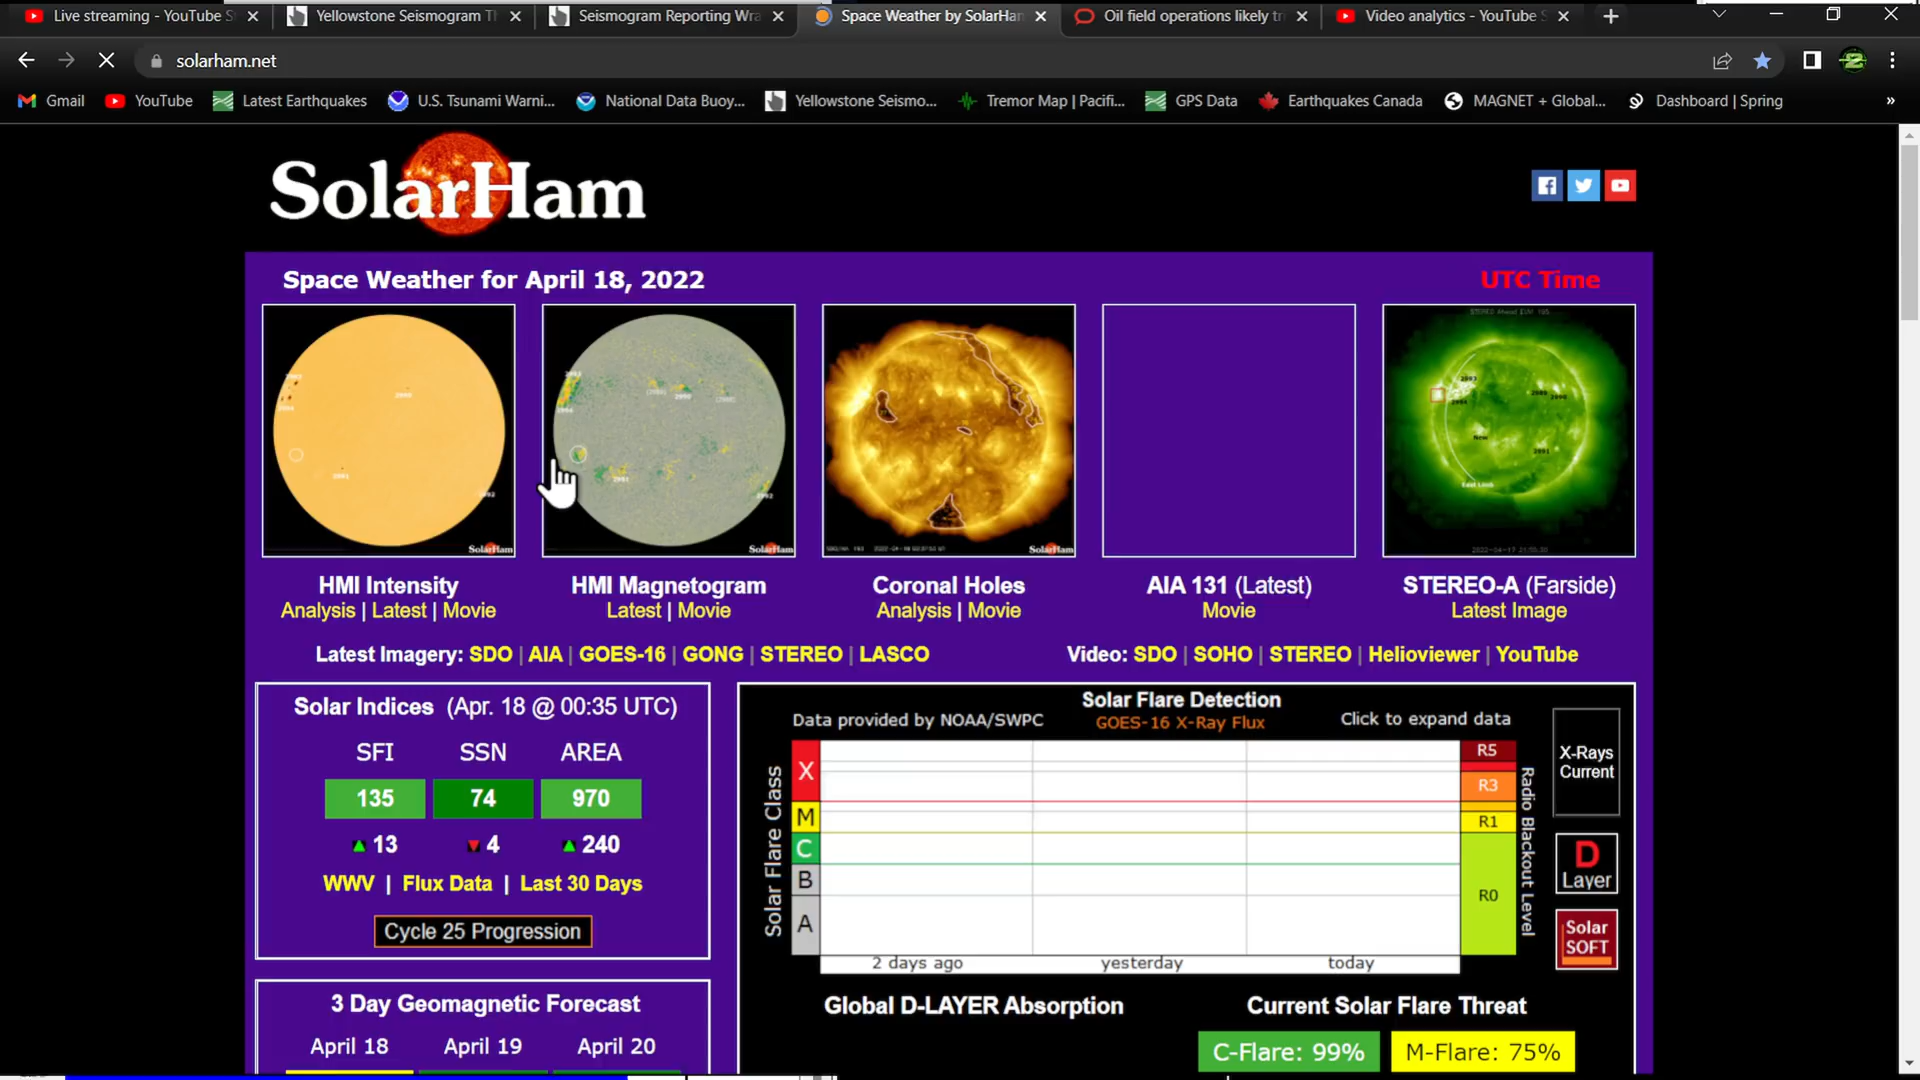 Live streaming - YouTube S
Yellowstone Seismogram Th
Seismogram Reporting Wra
Space Weather by SolarHam
Oil field operations likely tr
Video analytics - YouTube S
solarham.net
Gmail
YouTube
Latest Earthquakes
U.S. Tsunami Warni...
National Data Buoy...
Yellowstone Seismo...
Tremor Map | Pacifi...
GPS Data
Earthquakes Canada
MAGNET + Global...
Dashboard | Spring
»
SolarHam
Space Weather for April 18, 2022
UTC Time
SolarHam
SolarHam
SolarHam
East Limb
HMI Intensity
Analysis | Latest | Movie
HMI Magnetogram
Latest | Movie
Coronal Holes
Analysis | Movie
AIA 131 (Latest)
Movie
STEREO-A (Farside)
Latest Image
Latest Imagery: SDO | AIA | GOES-16 | GONG | STEREO | LASCO
Video: SDO | SOHO | STEREO | Helioviewer | YouTube
Solar Indices (Apr. 18 @ 00:35 UTC)
SFI SSN AREA
135 74 970
13 4 240
WWV | Flux Data | Last 30 Days
Cycle 25 Progression
3 Day Geomagnetic Forecast
April 18 April 19 April 20
Solar Flare Detection
Data provided by NOAA/SWPC
GOES-16 X-Ray Flux
Click to expand data
Solar Flare Class
X
M
C
B
A
R5
R3
R1
R0
Radio Blackout Level
2 days ago yesterday today
X-Rays
Current
D
Layer
Solar
SOFT
Global D-LAYER Absorption
Current Solar Flare Threat
C-Flare: 99%
M-Flare: 75%